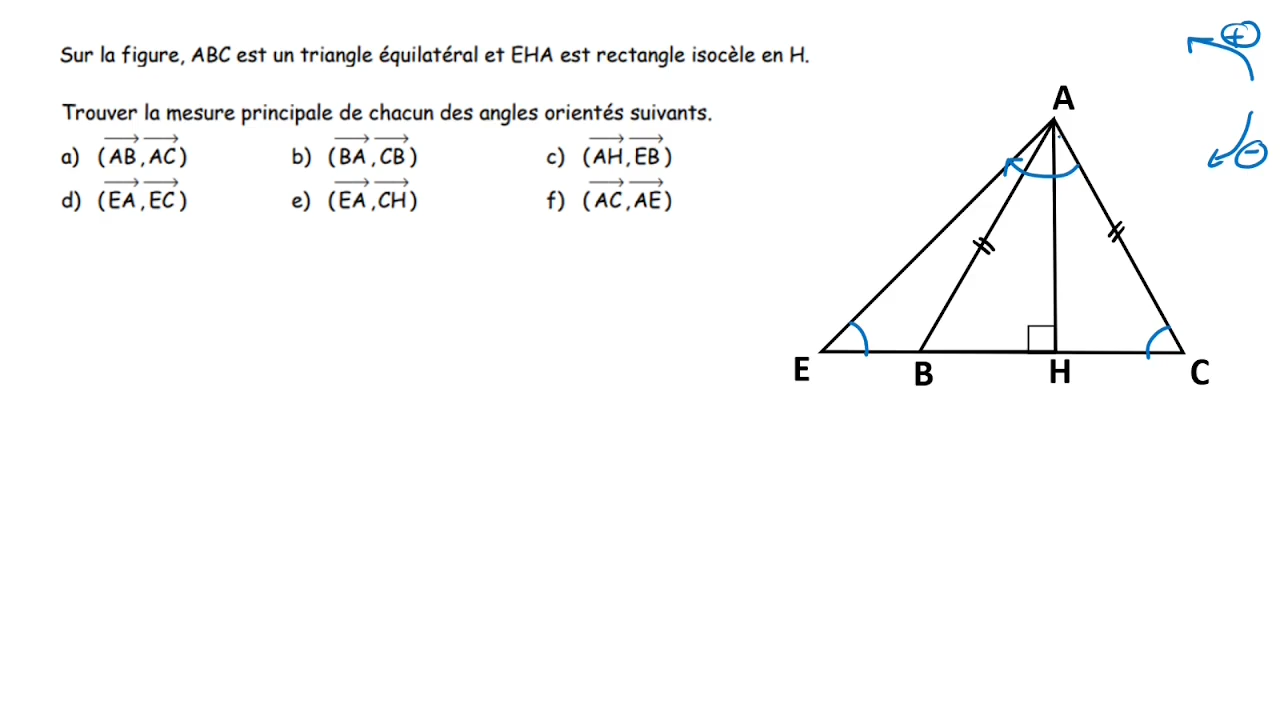 Sur la figure, ABC est un triangle équilatéral et EHA est rectangle isocèle en H.
Trouver la mesure principale de chacun des angles orientés suivants.
a) (AB⃗ , AC⃗) b) (BA⃗ , CB⃗) c) (AH⃗ , EB⃗)
d) (EA⃗ , EC⃗) e) (EA⃗ , CH⃗) f) (AC⃗ , AE⃗)
+
−
A
E B H C